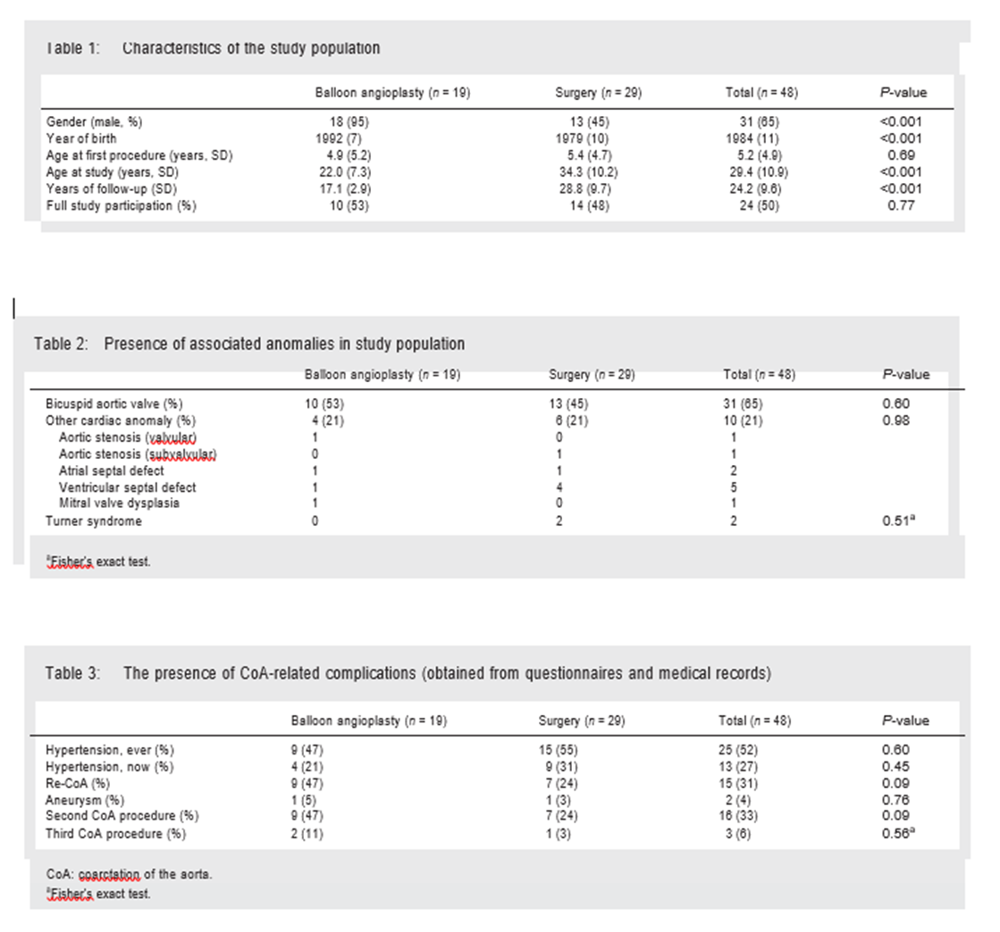 Table 1: Characteristics of the study population
Balloon angioplasty (n = 19) Surgery (n = 29) Total (n = 48) P-value
Gender (male, %) 18 (95) 13 (45) 31 (65) <0.001
Year of birth 1992 (7) 1979 (10) 1984 (11) <0.001
Age at first procedure (years, SD) 4.9 (5.2) 5.4 (4.7) 5.2 (4.9) 0.69
Age at study (years, SD) 22.0 (7.3) 34.3 (10.2) 29.4 (10.9) <0.001
Years of follow-up (SD) 17.1 (2.9) 28.8 (9.7) 24.2 (9.6) <0.001
Full study participation (%) 10 (53) 14 (48) 24 (50) 0.77
Table 2: Presence of associated anomalies in study population
Balloon angioplasty (n = 19) Surgery (n = 29) Total (n = 48) P-value
Bicuspid aortic valve (%) 10 (53) 13 (45) 31 (65) 0.60
Other cardiac anomaly (%) 4 (21) 6 (21) 10 (21) 0.98
Aortic stenosis (valvular) 1 0 1
Aortic stenosis (subvalvular) 0 1 1
Atrial septal defect 1 1 2
Ventricular septal defect 1 4 5
Mitral valve dysplasia 1 0 1
Turner syndrome 0 2 2 0.51ª
ªFisher's exact test.
Table 3: The presence of CoA-related complications (obtained from questionnaires and medical records)
Balloon angioplasty (n = 19) Surgery (n = 29) Total (n = 48) P-value
Hypertension, ever (%) 9 (47) 15 (55) 25 (52) 0.60
Hypertension, now (%) 4 (21) 9 (31) 13 (27) 0.45
Re-CoA (%) 9 (47) 7 (24) 15 (31) 0.09
Aneurysm (%) 1 (5) 1 (3) 2 (4) 0.76
Second CoA procedure (%) 9 (47) 7 (24) 16 (33) 0.09
Third CoA procedure (%) 2 (11) 1 (3) 3 (6) 0.56ª
CoA: coarctation of the aorta.
ªFisher's exact test.